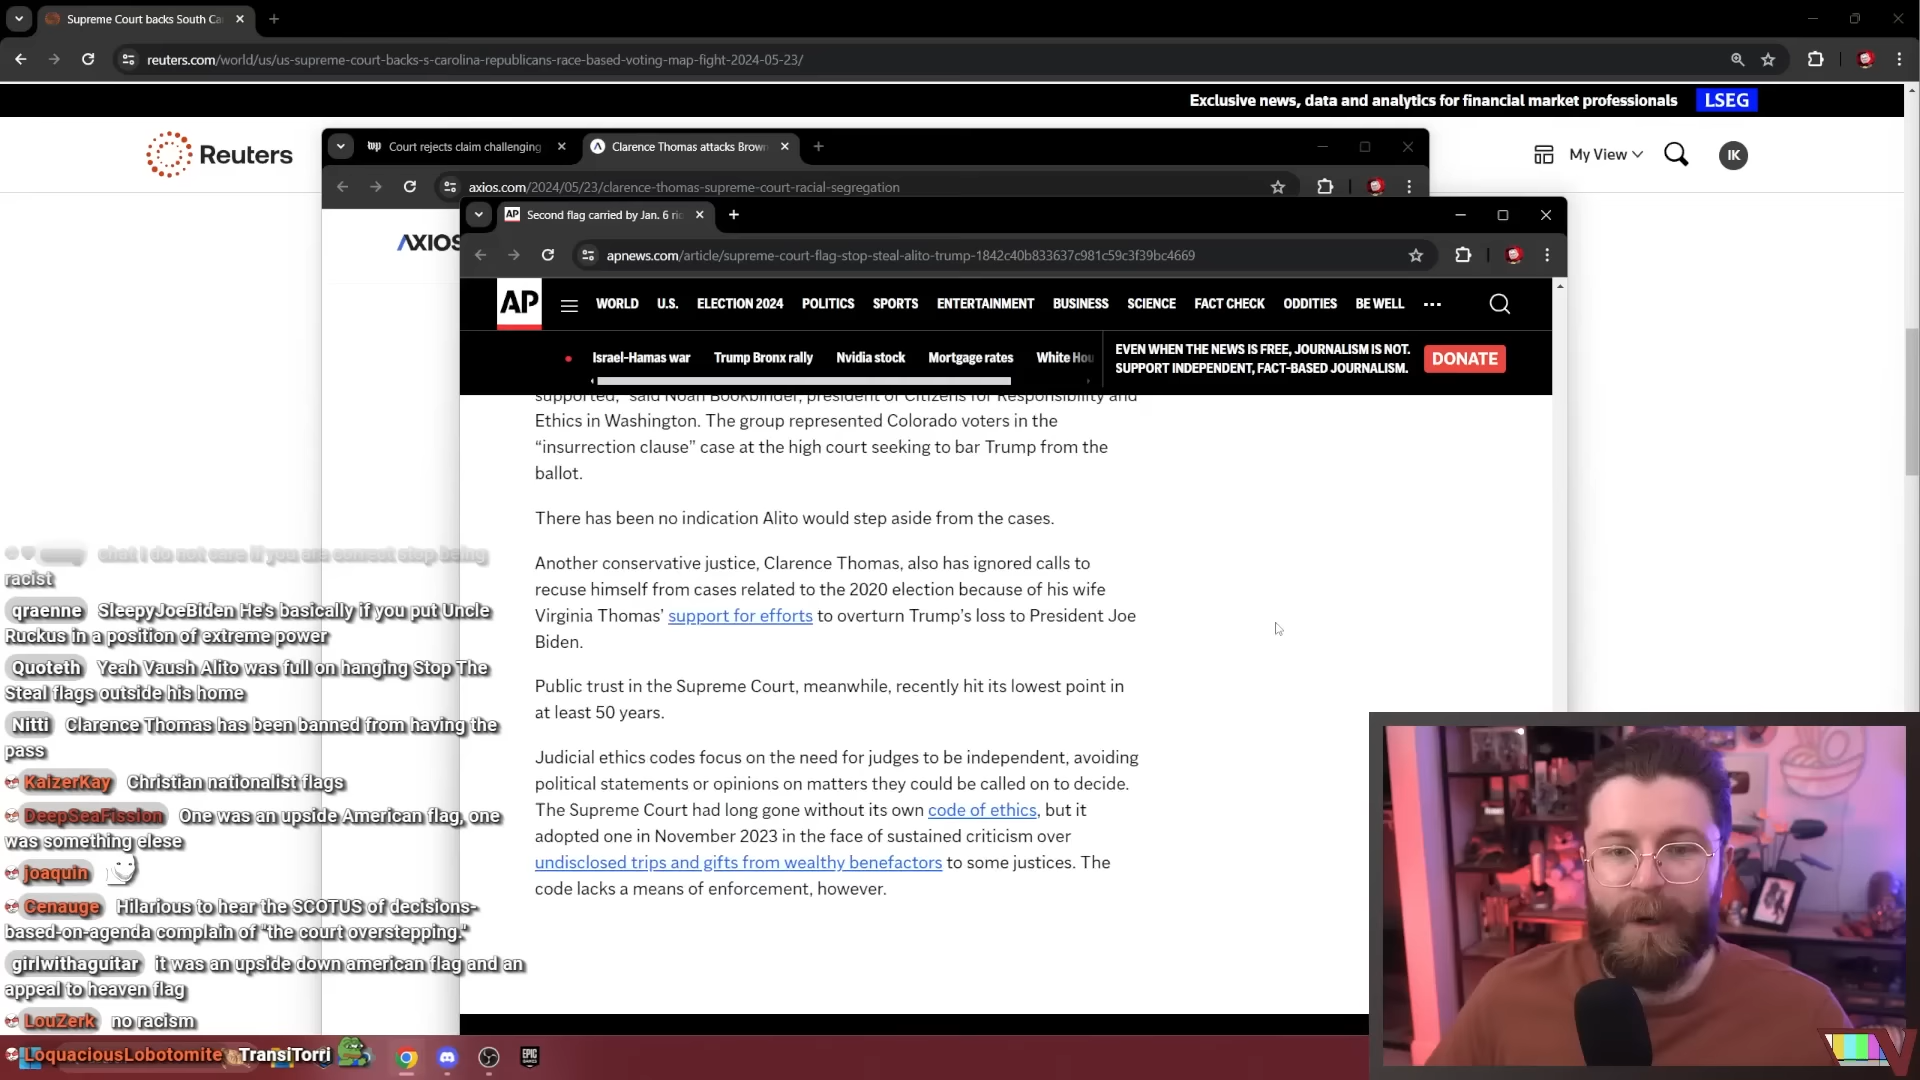 Supreme Court backs South Ca
reuters.com/world/us/us-supreme-court-backs-s-carolina-republicans-race-based-voting-map-fight-2024-05-23/
Exclusive news, data and analytics for financial market professionals LSEG
Reuters
My View
IK
Court rejects claim challenging
Clarence Thomas attacks Brown
axios.com/2024/05/23/clarence-thomas-supreme-court-racial-segregation
AXIOS
Second flag carried by Jan. 6 rio
apnews.com/article/supreme-court-flag-stop-steal-alito-trump-1842c40b833637c981c59c3f39bc4669
AP WORLD U.S. ELECTION 2024 POLITICS SPORTS ENTERTAINMENT BUSINESS SCIENCE FACT CHECK ODDITIES BE WELL
Israel-Hamas war Trump Bronx rally Nvidia stock Mortgage rates White Hou
EVEN WHEN THE NEWS IS FREE, JOURNALISM IS NOT.
SUPPORT INDEPENDENT, FACT-BASED JOURNALISM.
DONATE
supported,” said Noah Bookbinder, president of Citizens for Responsibility and
Ethics in Washington. The group represented Colorado voters in the
“insurrection clause” case at the high court seeking to bar Trump from the
ballot.
There has been no indication Alito would step aside from the cases.
Another conservative justice, Clarence Thomas, also has ignored calls to
recuse himself from cases related to the 2020 election because of his wife
Virginia Thomas’ support for efforts to overturn Trump’s loss to President Joe
Biden.
Public trust in the Supreme Court, meanwhile, recently hit its lowest point in
at least 50 years.
Judicial ethics codes focus on the need for judges to be independent, avoiding
political statements or opinions on matters they could be called on to decide.
The Supreme Court had long gone without its own code of ethics, but it
adopted one in November 2023 in the face of sustained criticism over
undisclosed trips and gifts from wealthy benefactors to some justices. The
code lacks a means of enforcement, however.
chat I do not care if you are correct stop being
racist
qraenne SleepyJoeBiden He's basically if you put Uncle
Ruckus in a position of extreme power
Quoteth Yeah Vaush Alito was full on hanging Stop The
Steal flags outside his home
Nitti Clarence Thomas has been banned from having the
pass
KaizerKay Christian nationalist flags
DeepSeaFission One was an upside American flag, one
was something elsese
joaquin
Cenauge Hilarious to hear the SCOTUS of decisions-
based-on-agenda complain of "the court overstepping."
girlwithaguitar it was an upside down american flag and an
appeal to heaven flag
LouZerk no racism
LoquaciousLobotomite TransiTorri
EPIC